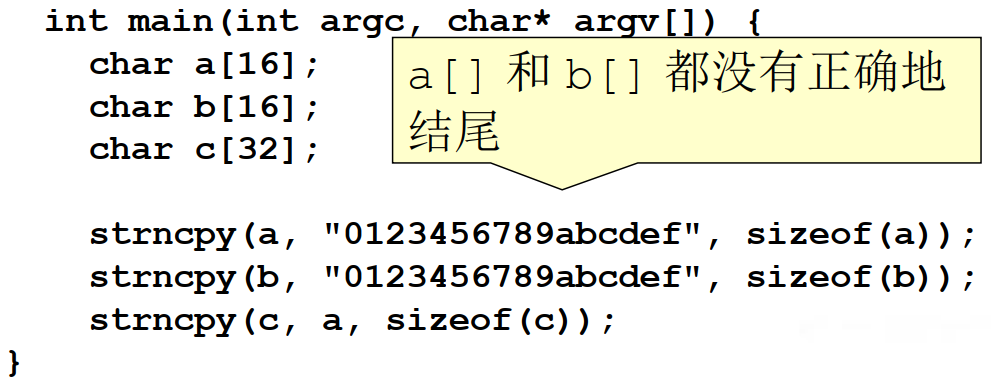 int main(int argc, char* argv[]) {
char a[16];
char b[16];
char c[32];
a[] 和 b[] 都没有正确地
结尾
strncpy(a, "0123456789abcdef", sizeof(a));
strncpy(b, "0123456789abcdef", sizeof(b));
strncpy(c, a, sizeof(c));
}